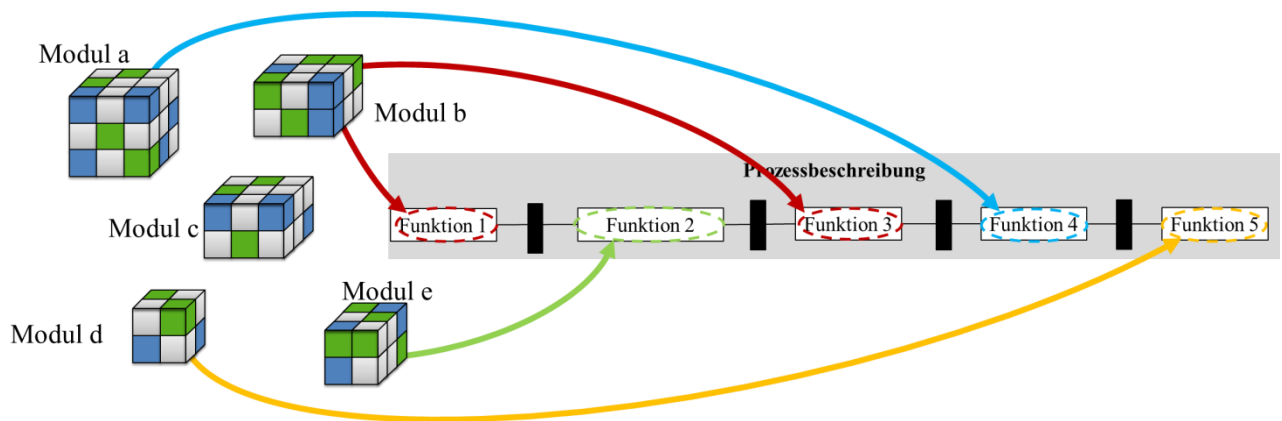 Modul a
Modul b
Prozessbeschreibung
Modul c
Funktion 1
Funktion 2
Funktion 3
Funktion 4
Funktion 5
Modul e
Modul d